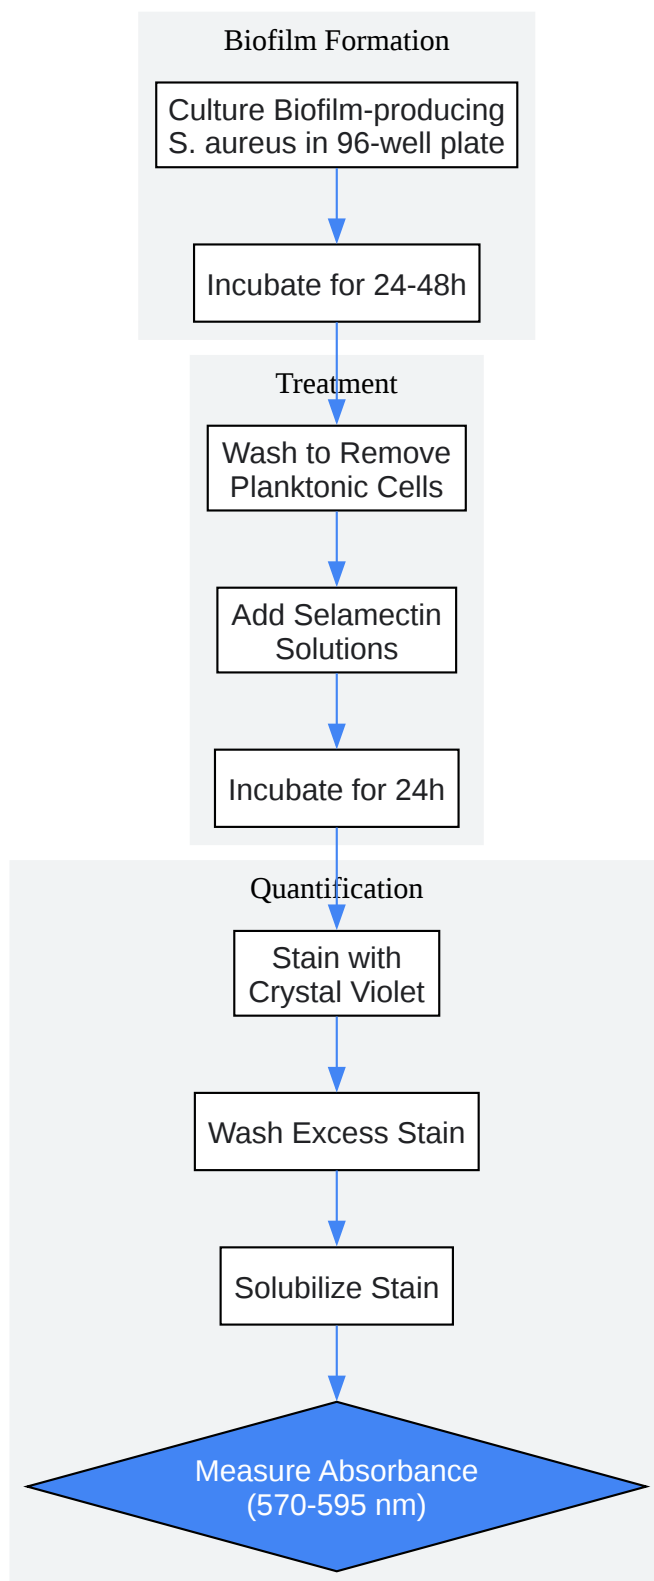 Biofilm Formation
Culture Biofilm-producing
S. aureus in 96-well plate
Incubate for 24-48h
Treatment
Wash to Remove
Planktonic Cells
Add Selamectin
Solutions
Incubate for 24h
Quantification
Stain with
Crystal Violet
Wash Excess Stain
Solubilize Stain
Measure Absorbance
(570-595 nm)